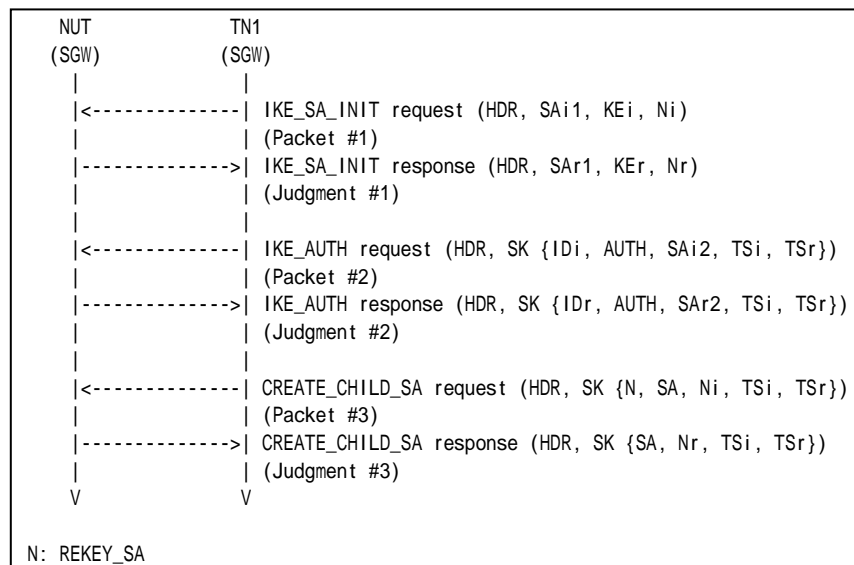 NUT TN1
(SGW) (SGW)
| |
|<--------------| IKE_SA_INIT request (HDR, SAi1, KEi, Ni)
| | (Packet #1)
|-------------->| IKE_SA_INIT response (HDR, SAr1, KEr, Nr)
| | (Judgment #1)
| |
|<--------------| IKE_AUTH request (HDR, SK {IDi, AUTH, SAi2, TSi, TSr})
| | (Packet #2)
|-------------->| IKE_AUTH response (HDR, SK {IDr, AUTH, SAr2, TSi, TSr})
| | (Judgment #2)
| |
|<--------------| CREATE_CHILD_SA request (HDR, SK {N, SA, Ni, TSi, TSr})
| | (Packet #3)
|-------------->| CREATE_CHILD_SA response (HDR, SK {SA, Nr, TSi, TSr})
| | (Judgment #3)
V V
N: REKEY_SA